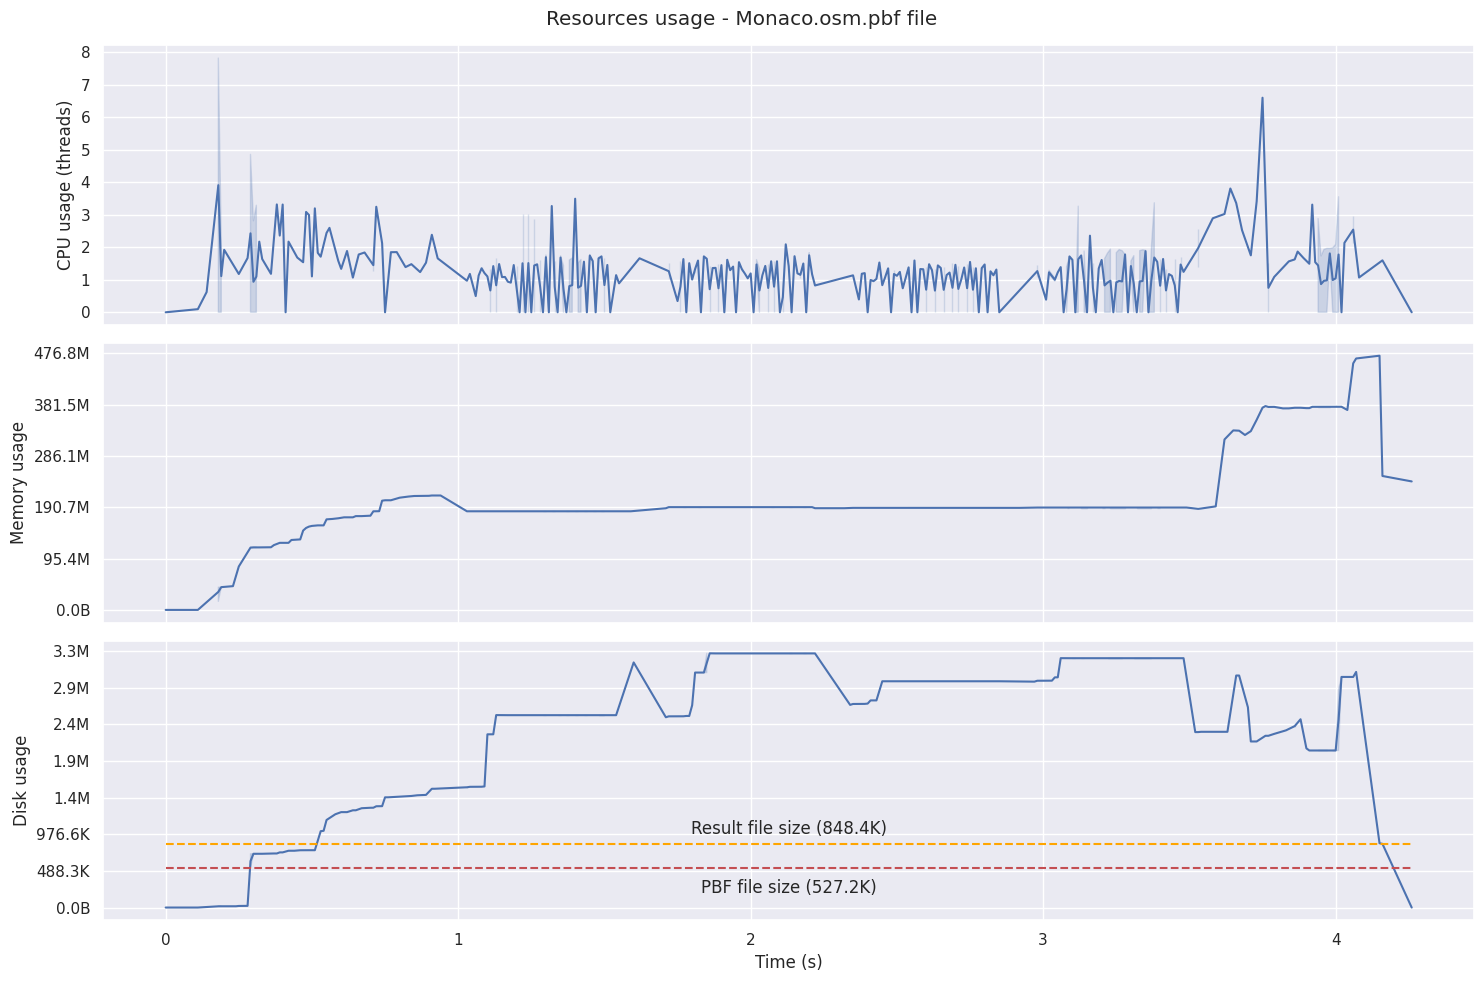 Resources usage - Monaco.osm.pbf file
CPU usage (threads)
8
7
6
5
4
3
2
1
0
Memory usage
476.8M
381.5M
286.1M
190.7M
95.4M
0.0B
Disk usage
3.3M
2.9M
2.4M
1.9M
1.4M
976.6K
488.3K
0.0B
Result file size (848.4K)
PBF file size (527.2K)
0 1 2 3 4
Time (s)